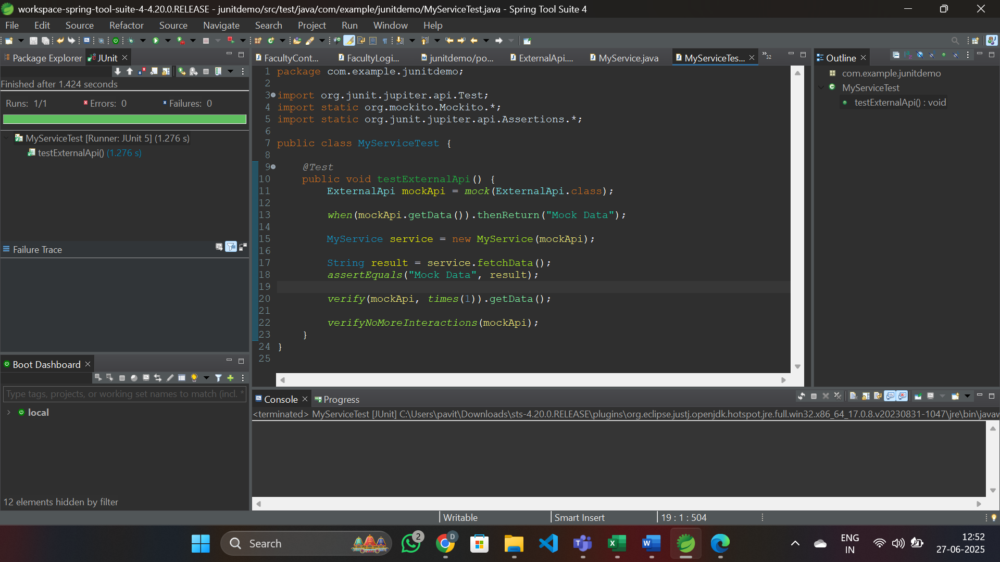 workspace-spring-tool-suite-4-4.20.0.RELEASE - junitdemo/src/test/java/com/example/junitdemo/MyServiceTest.java - Spring Tool Suite 4
File Edit Source Refactor Source Navigate Search Project Run Window Help
Package Explorer JUnit
Finished after 1.424 seconds
Runs: 1/1 Errors: 0 Failures: 0
MyServiceTest [Runner: JUnit 5] (1.276 s)
testExternalApi() (1.276 s)
Failure Trace
Boot Dashboard
Type tags, projects, or working set names to match (incl. *
local
12 elements hidden by filter
FacultyCont... FacultyLogi... junitdemo/po... ExternalApi.... MyService.java MyServiceTes... »32
1 package com.example.junitdemo;
2
3 import org.junit.jupiter.api.Test;
4 import static org.mockito.Mockito.*;
5 import static org.junit.jupiter.api.Assertions.*;
6
7 public class MyServiceTest {
8
9 @Test
10 public void testExternalApi() {
11 ExternalApi mockApi = mock(ExternalApi.class);
12
13 when(mockApi.getData()).thenReturn("Mock Data");
14
15 MyService service = new MyService(mockApi);
16
17 String result = service.fetchData();
18 assertEquals("Mock Data", result);
19
20 verify(mockApi, times(1)).getData();
21
22 verifyNoMoreInteractions(mockApi);
23 }
24 }
25
Outline
com.example.junitdemo
MyServiceTest
testExternalApi() : void
Console Progress
<terminated> MyServiceTest [JUnit] C:\Users\pavit\Downloads\sts-4.20.0.RELEASE\plugins\org.eclipse.justj.openjdk.hotspot.jre.full.win32.x86_64_17.0.8.v20230831-1047\jre\bin\javaw
Writable Smart Insert 19 : 1 : 504
Search
2
D
ENG
IN
12:52
27-06-2025